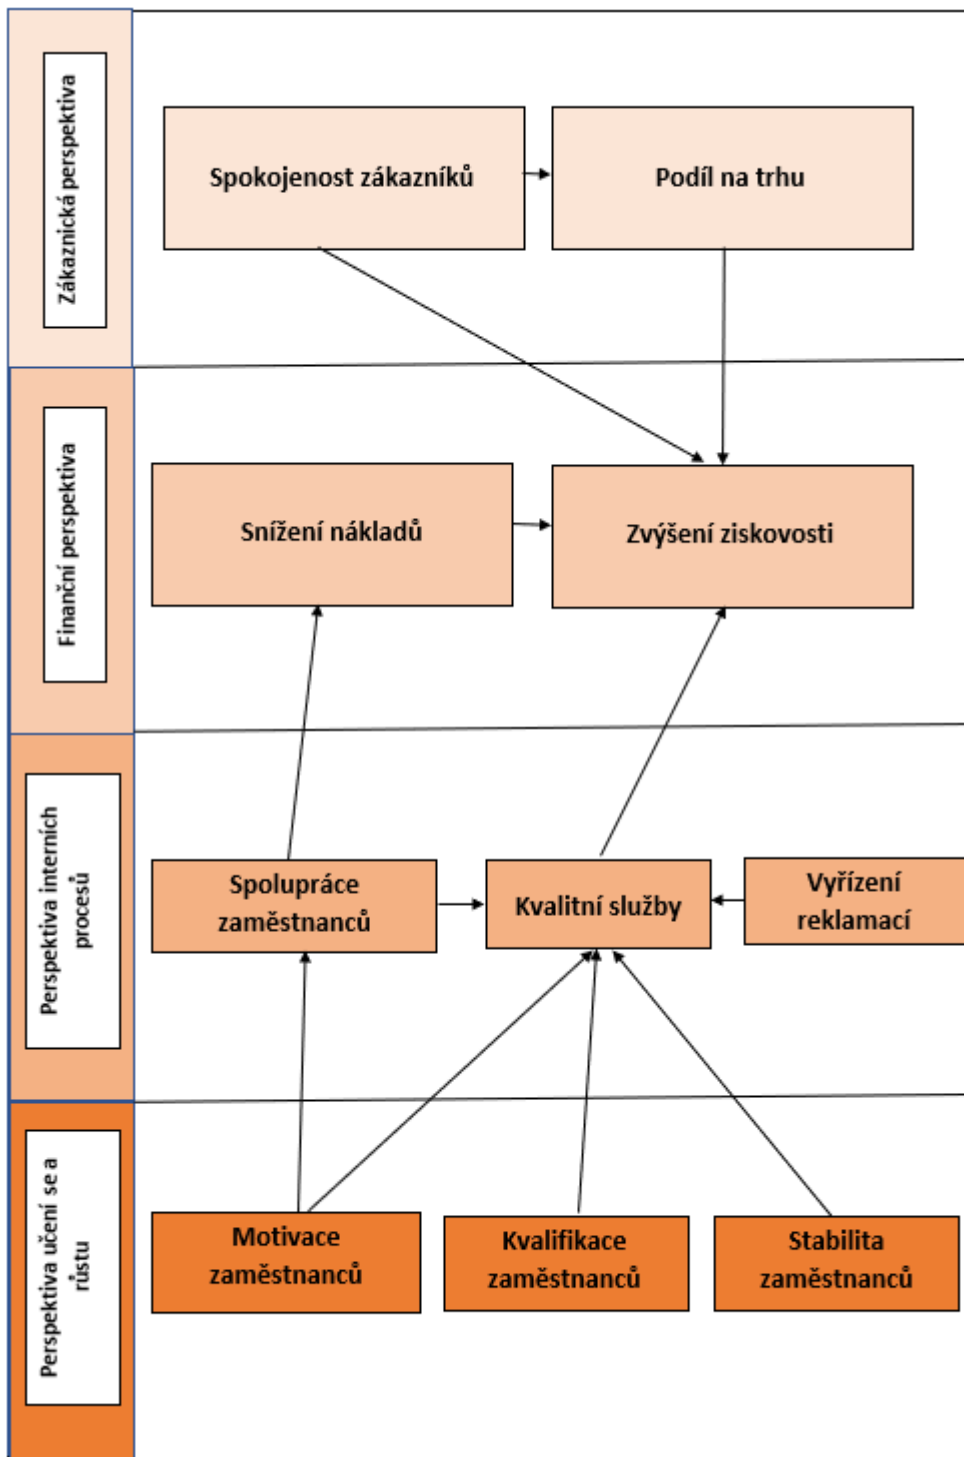 Zákaznická perspektiva
Spokojenost zákazníků
Podíl na trhu
Finanční perspektiva
Snížení nákladů
Zvýšení ziskovosti
Perspektiva interních
procesů
Spolupráce
zaměstnanců
Kvalitní služby
Vyřízení
reklamací
Perspektiva učení se a
růstu
Motivace
zaměstnanců
Kvalifikace
zaměstnanců
Stabilita
zaměstnanců